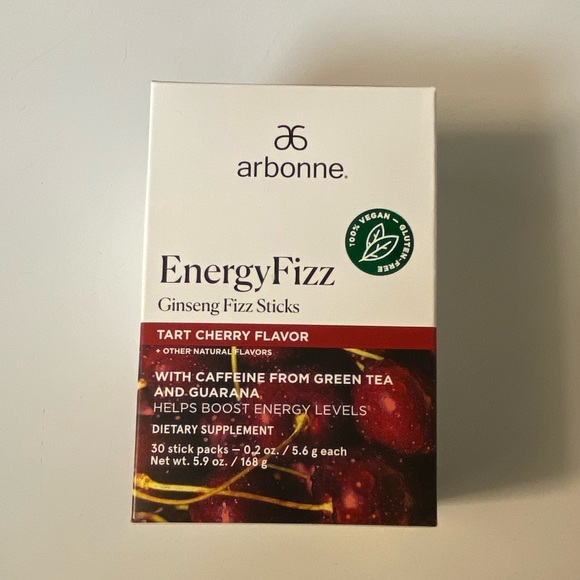 arbonne®
100% VEGAN — GLUTEN-FREE
EnergyFizz
Ginseng Fizz Sticks
TART CHERRY FLAVOR
+ OTHER NATURAL FLAVORS
WITH CAFFEINE FROM GREEN TEA
AND GUARANA
HELPS BOOST ENERGY LEVELS
DIETARY SUPPLEMENT
30 stick packs — 0.2 oz. / 5.6 g each
Net wt. 5.9 oz. / 168 g